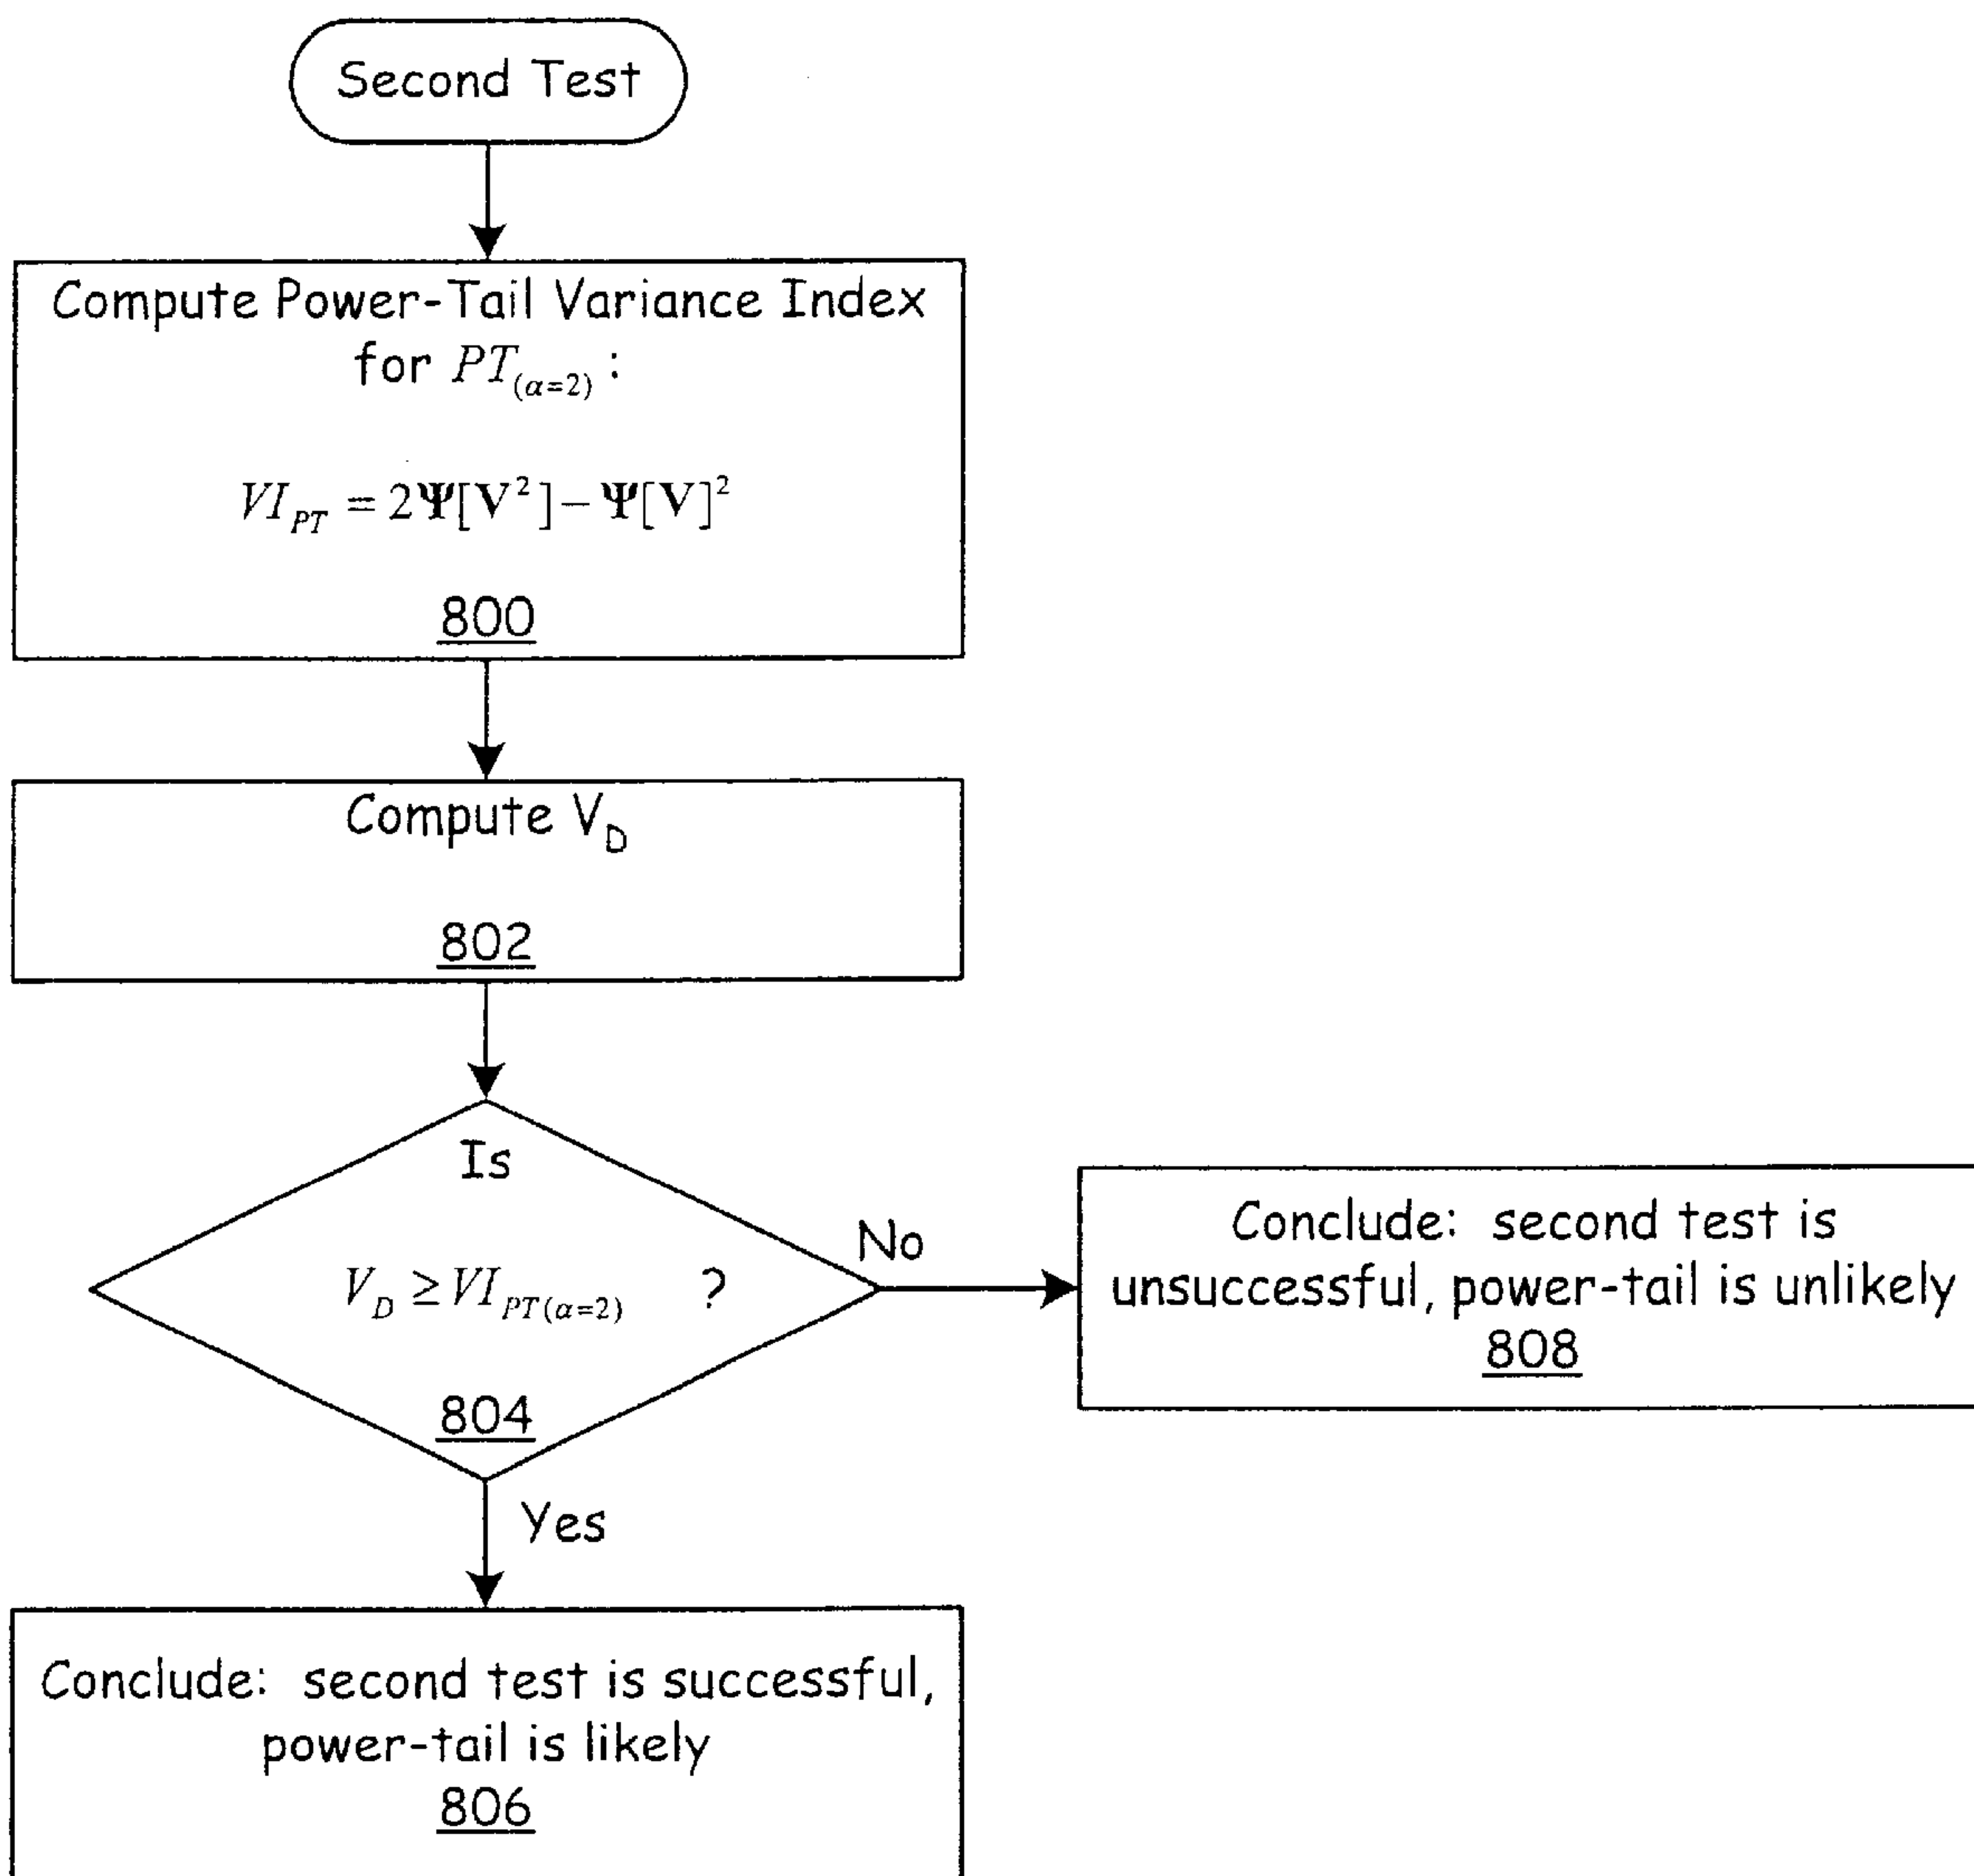 Second Test
Compute Power-Tail Variance Index
for PT₍α=2₎ :
VI_PT = 2Ψ[V²] − Ψ[V]²
800
Compute V_D
802
Is
V_D ≥ VI_PT(α=2) ?
804
No
Conclude: second test is
unsuccessful, power-tail is unlikely
808
Yes
Conclude: second test is successful,
power-tail is likely
806